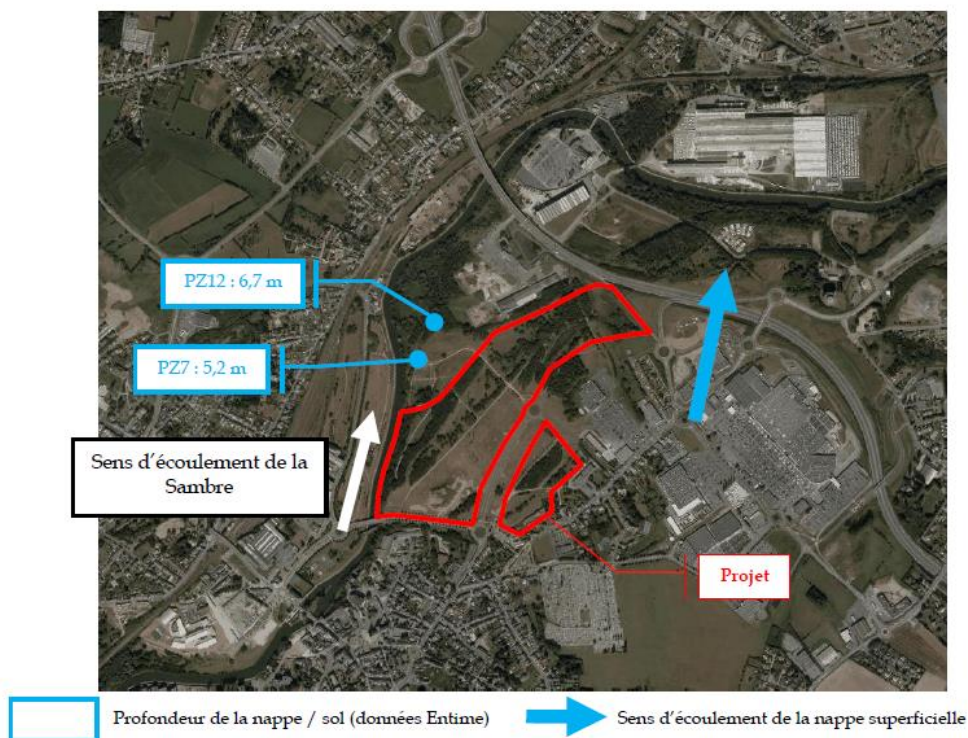 PZ12 : 6,7 m
PZ7 : 5,2 m
Sens d'écoulement de la
Sambre
Projet
Profondeur de la nappe / sol (données Entime)
Sens d'écoulement de la nappe superficielle